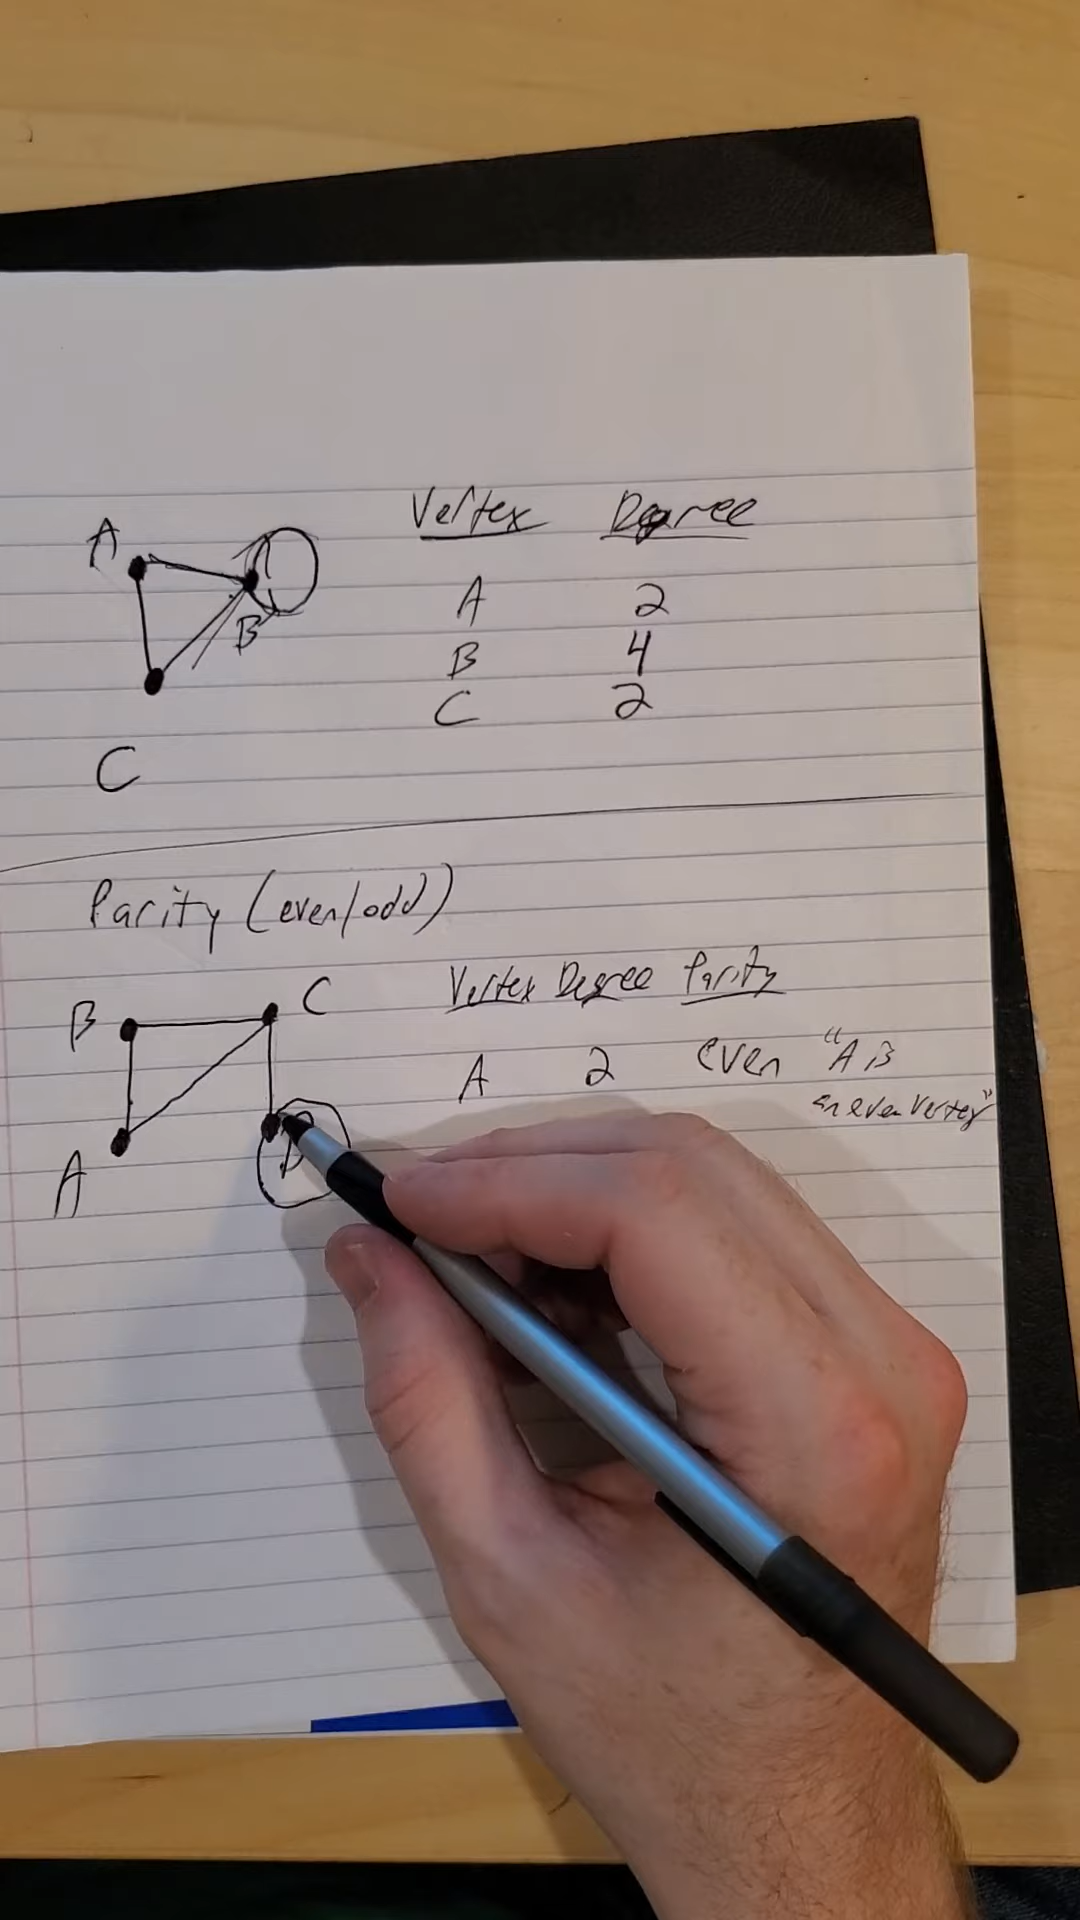 Vertex Degree
A
B
A 2
B 4
C 2
C
Parity (even/odd)
Vertex Degree Parity
B C
A 2 even "A is
an even vertex"
D
A